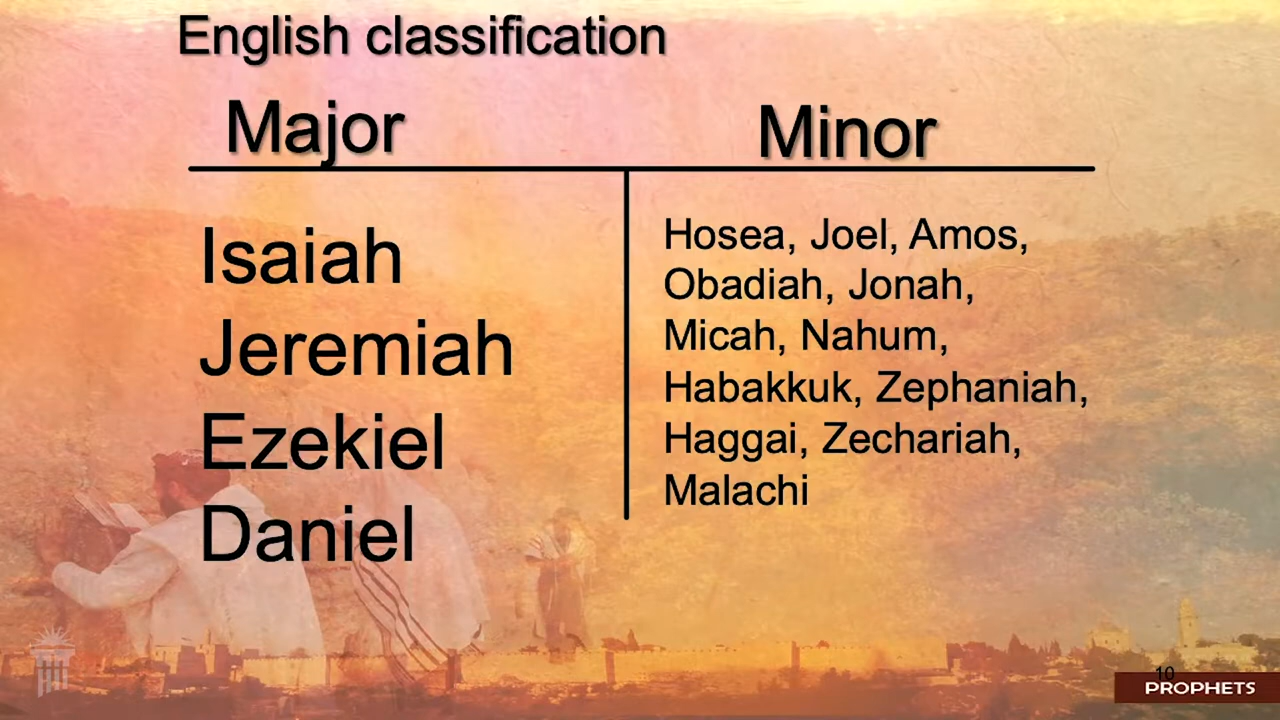 English classification
Major
Minor
Isaiah
Jeremiah
Ezekiel
Daniel
Hosea, Joel, Amos,
Obadiah, Jonah,
Micah, Nahum,
Habakkuk, Zephaniah,
Haggai, Zechariah,
Malachi
10
PROPHETS